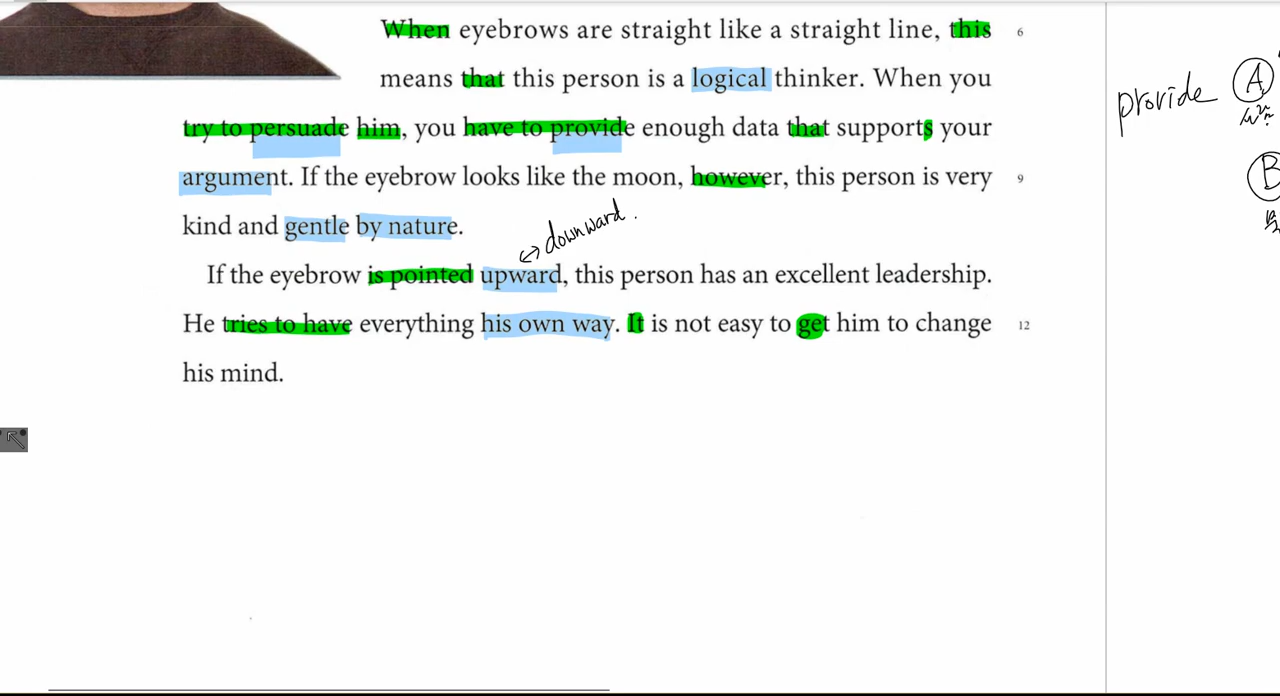 When eyebrows are straight like a straight line, this 6
means that this person is a logical thinker. When you
try to persuade him, you have to provide enough data that supports your
argument. If the eyebrow looks like the moon, however, this person is very 9
kind and gentle by nature.
↔ downward.
If the eyebrow is pointed upward, this person has an excellent leadership.
He tries to have everything his own way. It is not easy to get him to change 12
his mind.
provide Ⓐ
Ⓑ